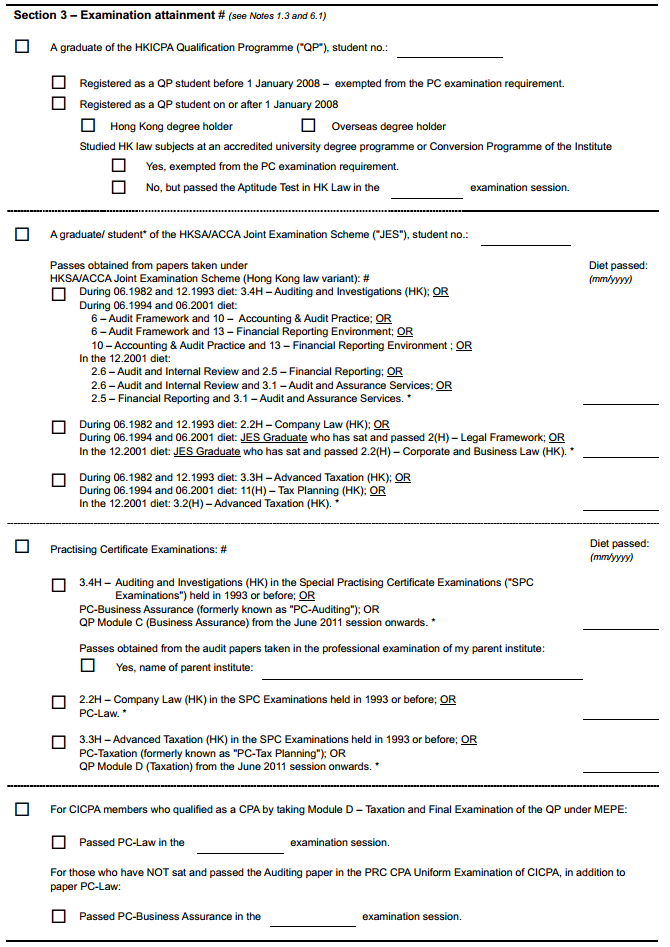 Section 3 – Examination attainment # (see Notes 1.3 and 6.1)
A graduate of the HKICPA Qualification Programme ("QP"), student no.:
Registered as a QP student before 1 January 2008 – exempted from the PC examination requirement.
Registered as a QP student on or after 1 January 2008
Hong Kong degree holder Overseas degree holder
Studied HK law subjects at an accredited university degree programme or Conversion Programme of the Institute
Yes, exempted from the PC examination requirement.
No, but passed the Aptitude Test in HK Law in the examination session.
A graduate/ student* of the HKSA/ACCA Joint Examination Scheme ("JES"), student no.:
Passes obtained from papers taken under Diet passed:
HKSA/ACCA Joint Examination Scheme (Hong Kong law variant): # (mm/yyyy)
During 06.1982 and 12.1993 diet: 3.4H – Auditing and Investigations (HK); OR
During 06.1994 and 06.2001 diet:
6 – Audit Framework and 10 – Accounting & Audit Practice; OR
6 – Audit Framework and 13 – Financial Reporting Environment; OR
10 – Accounting & Audit Practice and 13 – Financial Reporting Environment ; OR
In the 12.2001 diet:
2.6 – Audit and Internal Review and 2.5 – Financial Reporting; OR
2.6 – Audit and Internal Review and 3.1 – Audit and Assurance Services; OR
2.5 – Financial Reporting and 3.1 – Audit and Assurance Services. *
During 06.1982 and 12.1993 diet: 2.2H – Company Law (HK); OR
During 06.1994 and 06.2001 diet: JES Graduate who has sat and passed 2(H) – Legal Framework; OR
In the 12.2001 diet: JES Graduate who has sat and passed 2.2(H) – Corporate and Business Law (HK). *
During 06.1982 and 12.1993 diet: 3.3H – Advanced Taxation (HK); OR
During 06.1994 and 06.2001 diet: 11(H) – Tax Planning (HK); OR
In the 12.2001 diet: 3.2(H) – Advanced Taxation (HK). *
Practising Certificate Examinations: # Diet passed:
(mm/yyyy)
3.4H – Auditing and Investigations (HK) in the Special Practising Certificate Examinations ("SPC
Examinations") held in 1993 or before; OR
PC-Business Assurance (formerly known as "PC-Auditing"); OR
QP Module C (Business Assurance) from the June 2011 session onwards. *
Passes obtained from the audit papers taken in the professional examination of my parent institute:
Yes, name of parent institute:
2.2H – Company Law (HK) in the SPC Examinations held in 1993 or before; OR
PC-Law. *
3.3H – Advanced Taxation (HK) in the SPC Examinations held in 1993 or before; OR
PC-Taxation (formerly known as "PC-Tax Planning"); OR
QP Module D (Taxation) from the June 2011 session onwards. *
For CICPA members who qualified as a CPA by taking Module D – Taxation and Final Examination of the QP under MEPE:
Passed PC-Law in the examination session.
For those who have NOT sat and passed the Auditing paper in the PRC CPA Uniform Examination of CICPA, in addition to
paper PC-Law:
Passed PC-Business Assurance in the examination session.